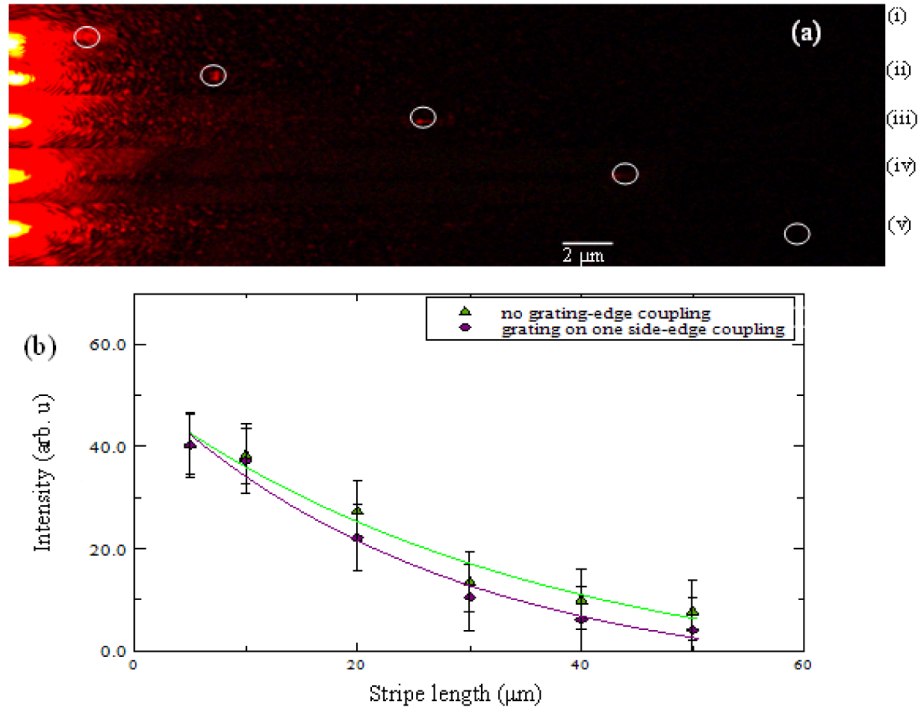 (a)
(i)
(ii)
(iii)
(iv)
(v)
2 μm
(b)
no grating-edge coupling
grating on one side-edge coupling
Intensity (arb. u)
60.0
40.0
20.0
0.0
0 20 40 60
Stripe length (μm)